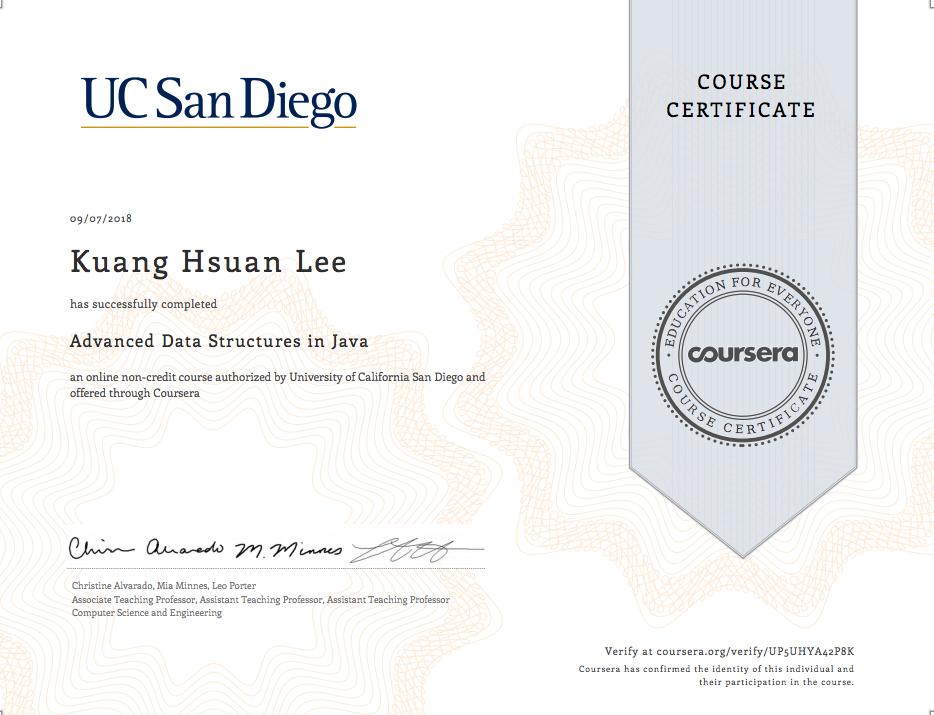 UC San Diego
COURSE
CERTIFICATE
09/07/2018
Kuang Hsuan Lee
has successfully completed
Advanced Data Structures in Java
an online non-credit course authorized by University of California San Diego and
offered through Coursera
EDUCATION FOR EVERYONE
coursera
COURSE CERTIFICATE
Alvarado M. Minnes
Christine Alvarado, Mia Minnes, Leo Porter
Associate Teaching Professor, Assistant Teaching Professor, Assistant Teaching Professor
Computer Science and Engineering
Verify at coursera.org/verify/UP5UHYA42P8K
Coursera has confirmed the identity of this individual and
their participation in the course.